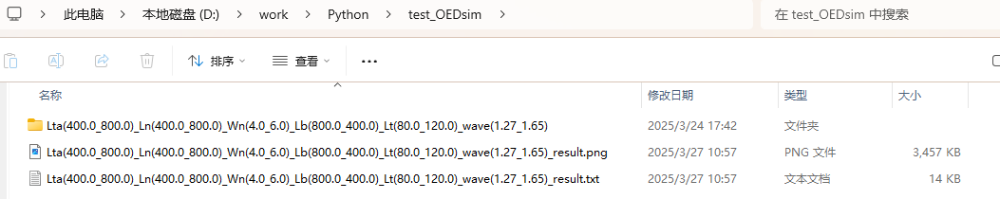 此电脑 > 本地磁盘 (D:) > work > Python > test_OEDsim > 在 test_OEDsim 中搜索
排序 查看 ...
名称 修改日期 类型 大小
Lta(400.0_800.0)_Ln(400.0_800.0)_Wn(4.0_6.0)_Lb(800.0_400.0)_Lt(80.0_120.0)_wave(1.27_1.65) 2025/3/24 17:42 文件夹
Lta(400.0_800.0)_Ln(400.0_800.0)_Wn(4.0_6.0)_Lb(800.0_400.0)_Lt(80.0_120.0)_wave(1.27_1.65)_result.png 2025/3/27 10:57 PNG 文件 3,457 KB
Lta(400.0_800.0)_Ln(400.0_800.0)_Wn(4.0_6.0)_Lb(800.0_400.0)_Lt(80.0_120.0)_wave(1.27_1.65)_result.txt 2025/3/27 10:57 文本文档 14 KB